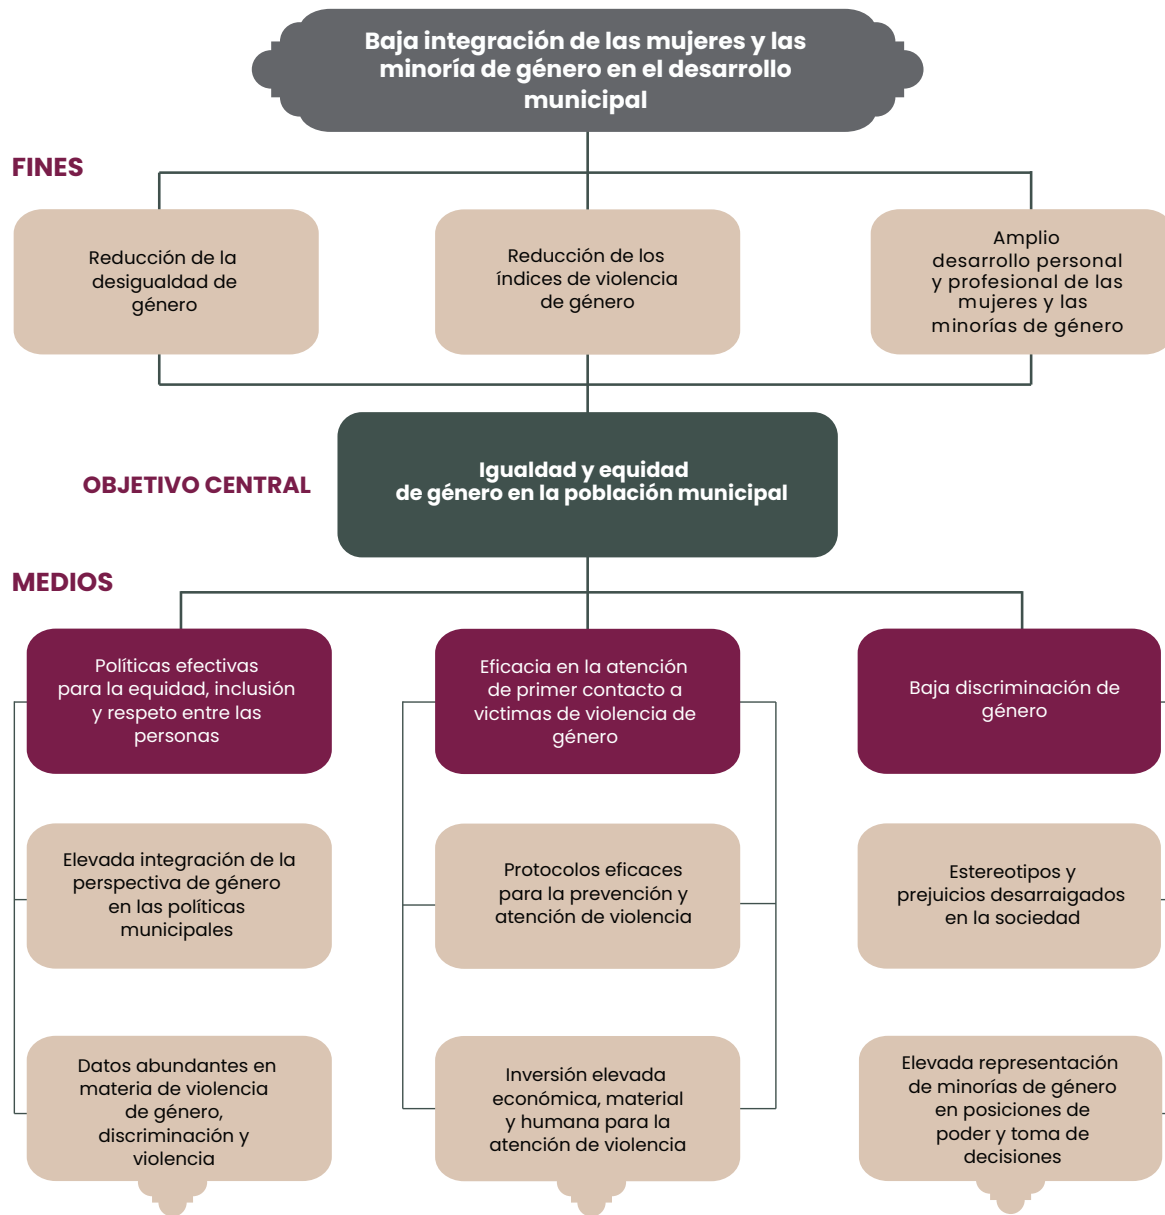 Baja integración de las mujeres y las
minoría de género en el desarrollo
municipal
FINES
Reducción de la
desigualdad de
género
Reducción de los
índices de violencia
de género
Amplio
desarrollo personal
y profesional de las
mujeres y las
minorías de género
OBJETIVO CENTRAL
Igualdad y equidad
de género en la población municipal
MEDIOS
Políticas efectivas
para la equidad, inclusión
y respeto entre las
personas
Eficacia en la atención
de primer contacto a
victimas de violencia de
género
Baja discriminación de
género
Elevada integración de la
perspectiva de género
en las políticas
municipales
Protocolos eficaces
para la prevención y
atención de violencia
Estereotipos y
prejuicios desarraigados
en la sociedad
Datos abundantes en
materia de violencia
de género,
discriminación y
violencia
Inversión elevada
económica, material
y humana para la
atención de violencia
Elevada representación
de minorías de género
en posiciones de
poder y toma de
decisiones